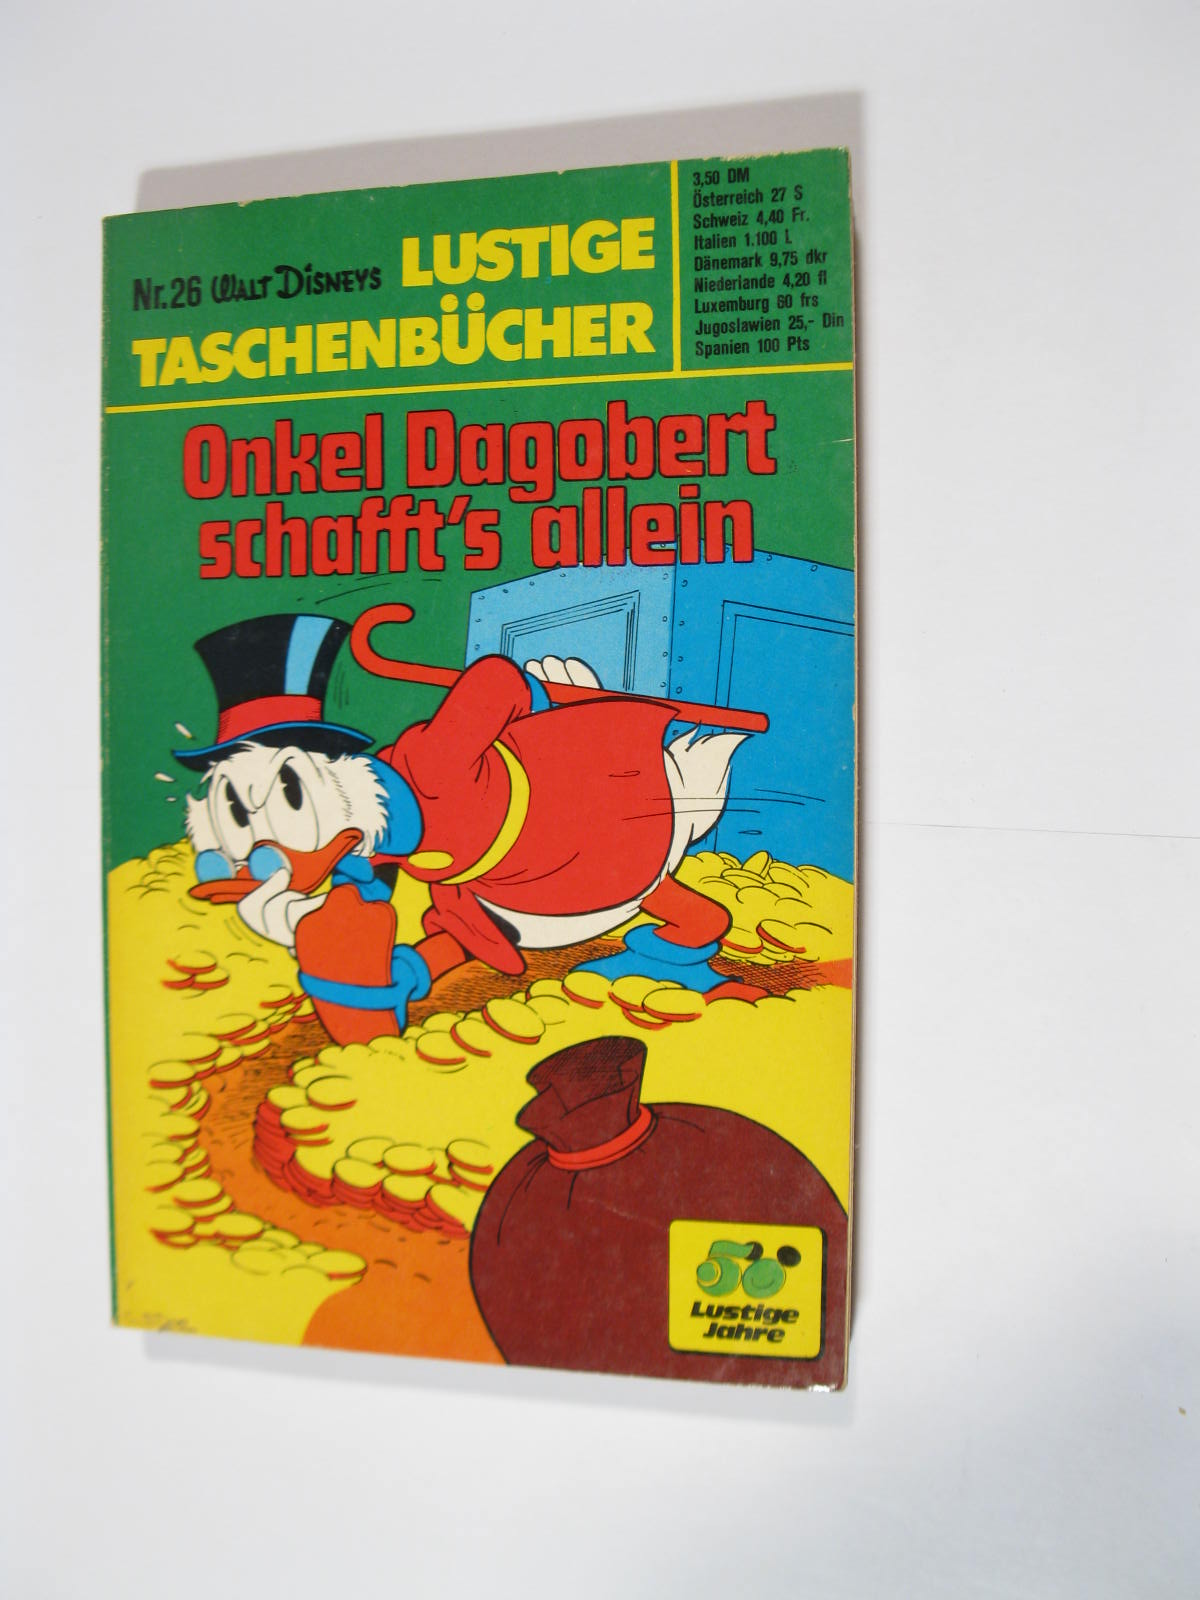 Nr.26 WALT DISNEYS LUSTIGE
TASCHENBÜCHER
3,50 DM
Österreich 27 S
Schweiz 4,40 Fr.
Italien 1.100 L
Dänemark 9,75 dkr
Niederlande 4,20 fl
Luxemburg 60 frs
Jugoslawien 25,- Din
Spanien 100 Pts
Onkel Dagobert
schafft's allein
50
Lustige
Jahre